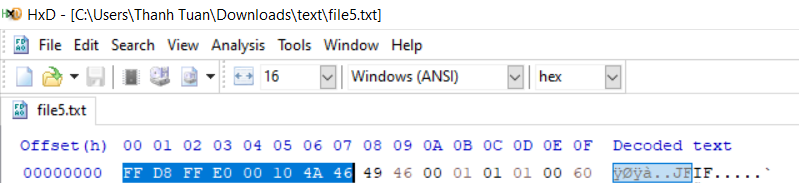 HxD - [C:\Users\Thanh Tuan\Downloads\text\file5.txt]
File Edit Search View Analysis Tools Window Help
16 Windows (ANSI) hex
file5.txt
Offset(h) 00 01 02 03 04 05 06 07 08 09 0A 0B 0C 0D 0E 0F Decoded text
00000000 FF D8 FF E0 00 10 4A 46 49 46 00 01 01 01 00 60 ÿØÿà..JFIF.....`